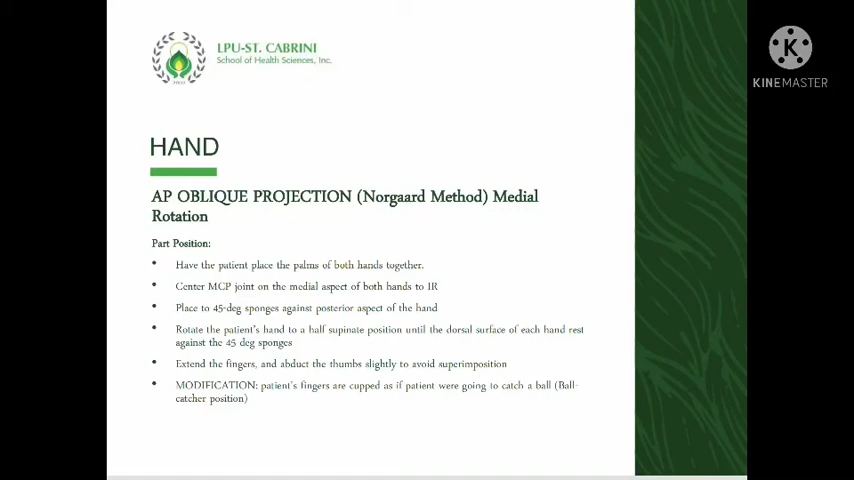 LPU-ST. CABRINI
School of Health Sciences, Inc.
K
KINEMASTER
HAND
AP OBLIQUE PROJECTION (Norgaard Method) Medial
Rotation
Part Position:
• Have the patient place the palms of both hands together.
• Center MCP joint on the medial aspect of both hands to IR
• Place to 45-deg sponges against posterior aspect of the hand
• Rotate the patient's hand to a half supinate position until the dorsal surface of each hand rest
against the 45 deg sponges
• Extend the fingers, and abduct the thumbs slightly to avoid superimposition
• MODIFICATION: patient's fingers are cupped as if patient were going to catch a ball (Ball-
catcher position)